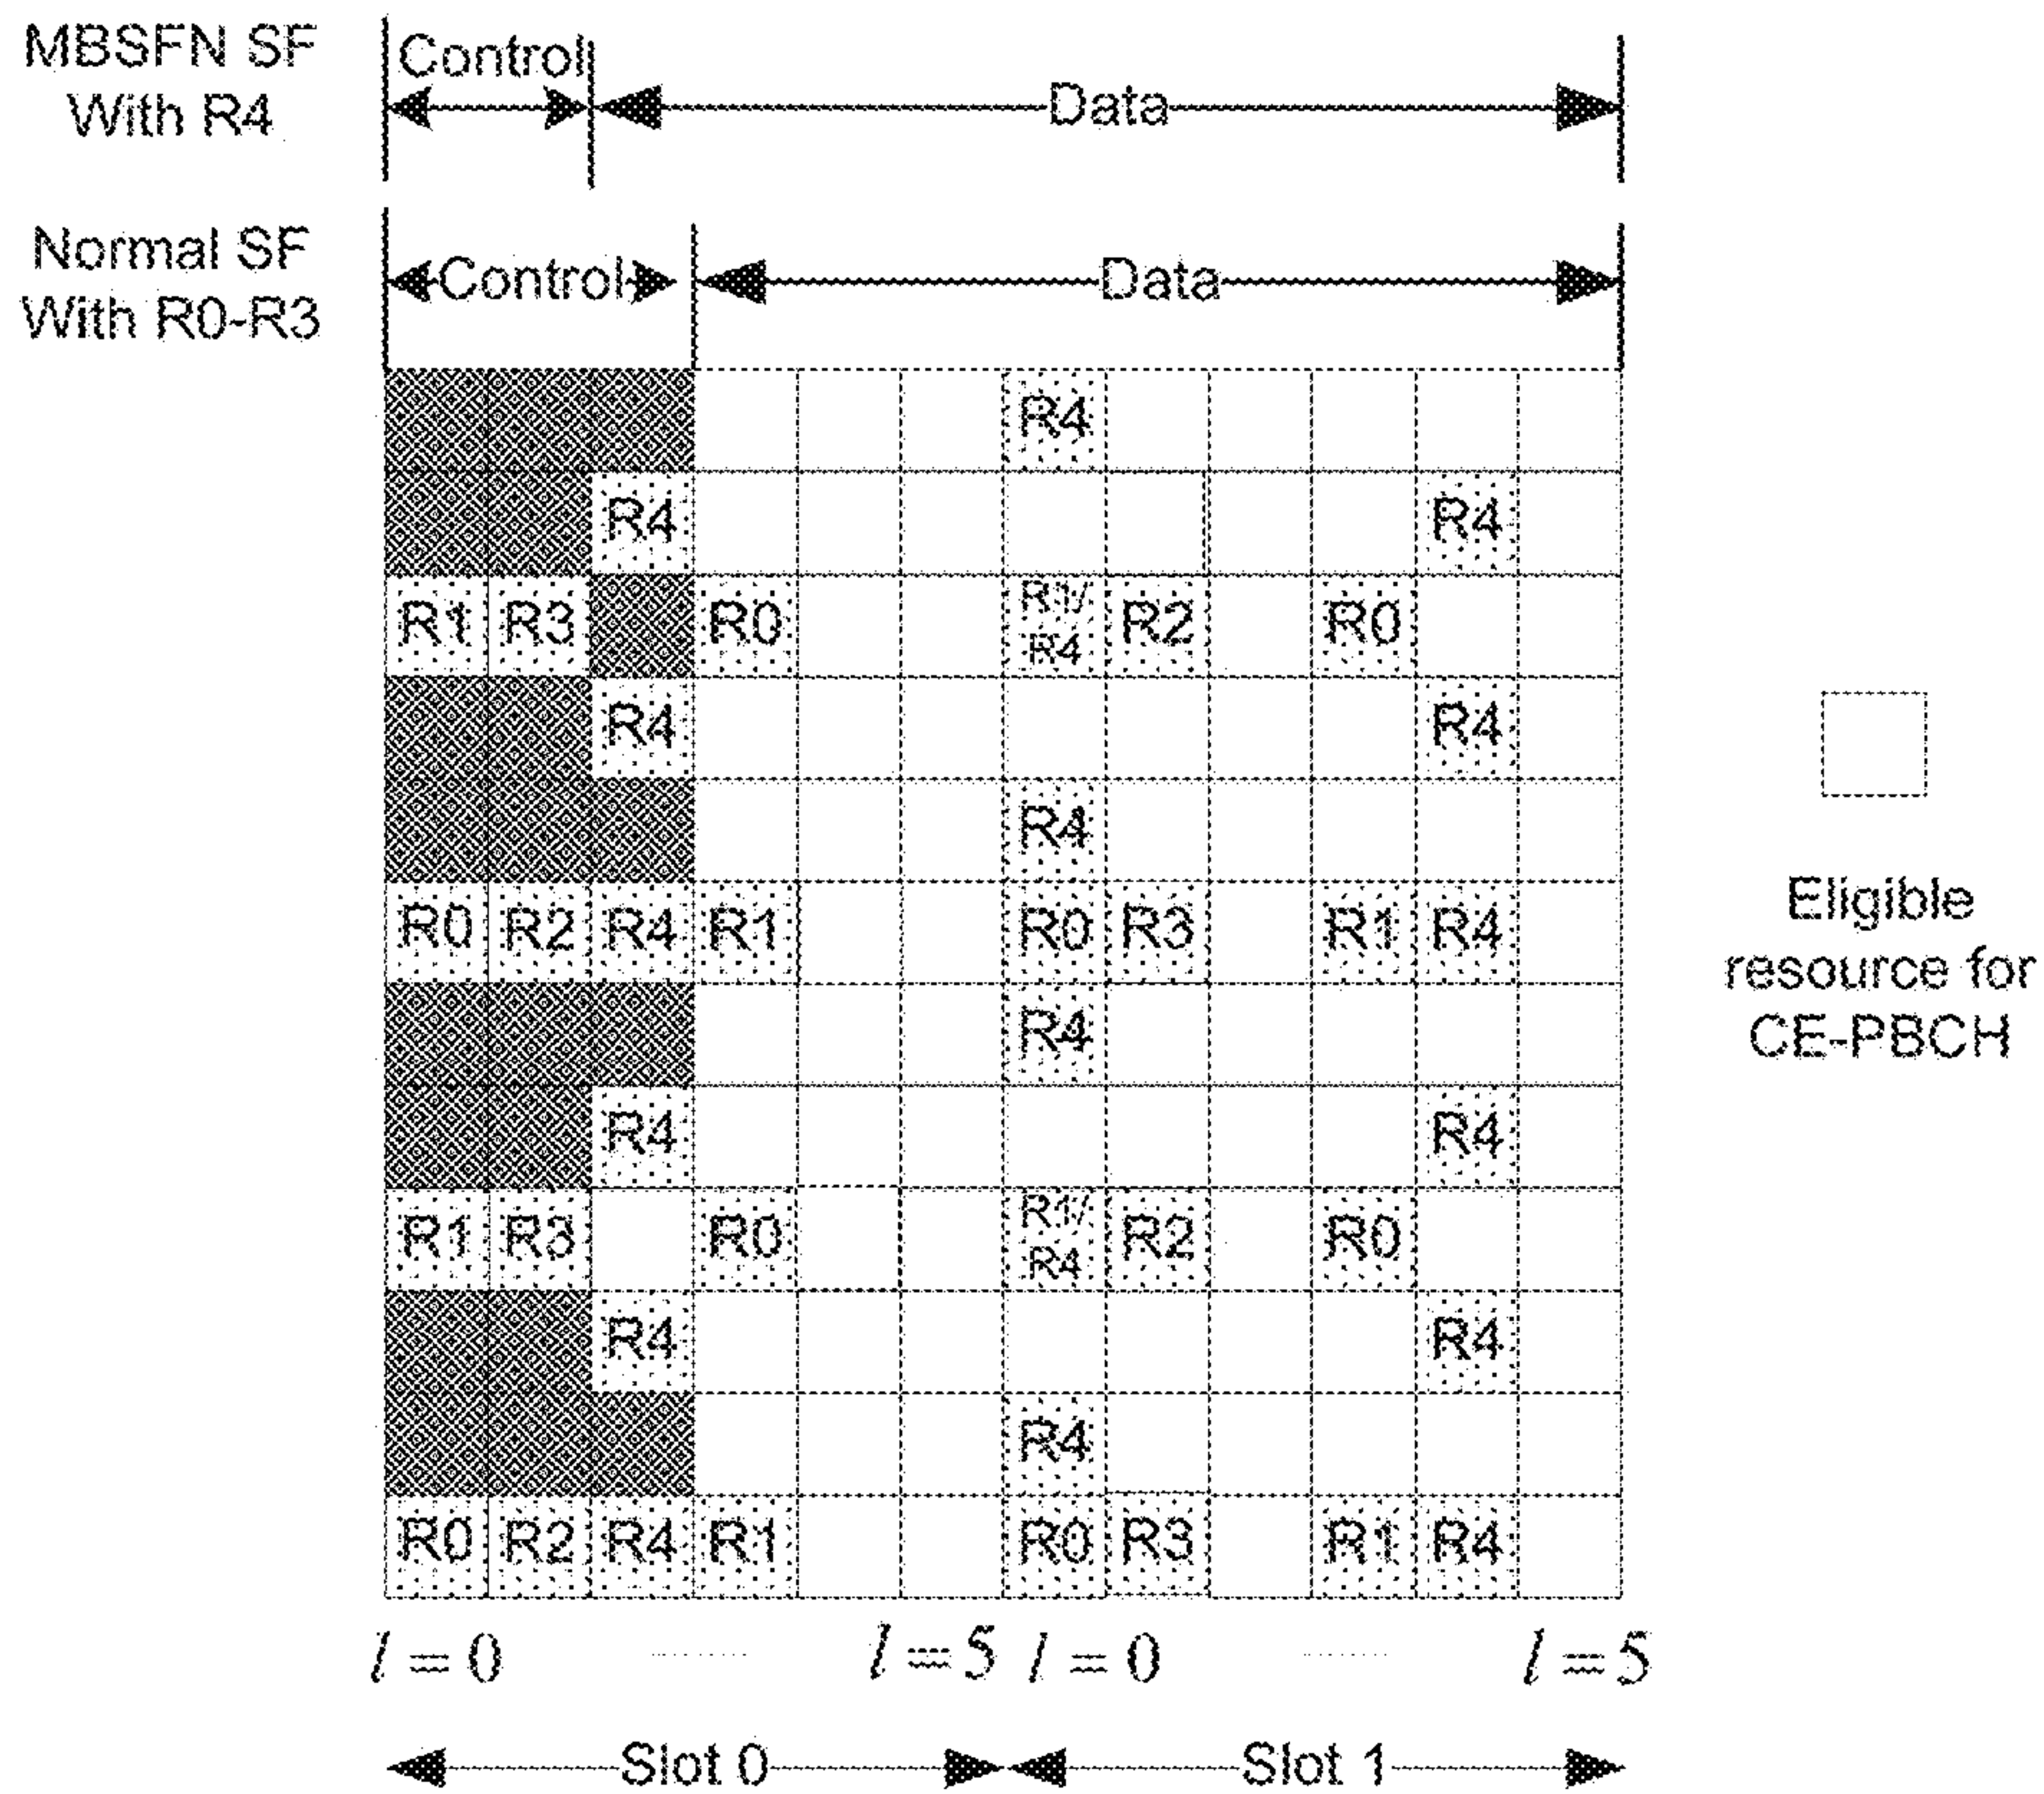 MBSFN SF
With R4
Control
Data
Normal SF
With R0-R3
Control
Data
R4
R4 R4
R1 R3 R0 R1/ R2 R0
R4
R4 R4
R4
R0 R2 R4 R1 R0 R3 R1 R4
R4
R4 R4
R1 R3 R0 R1/ R2 R0
R4
R4 R4
R4
R0 R2 R4 R1 R0 R3 R1 R4
Eligible
resource for
CE-PBCH
l = 0 l = 5 l = 0 l = 5
Slot 0 Slot 1